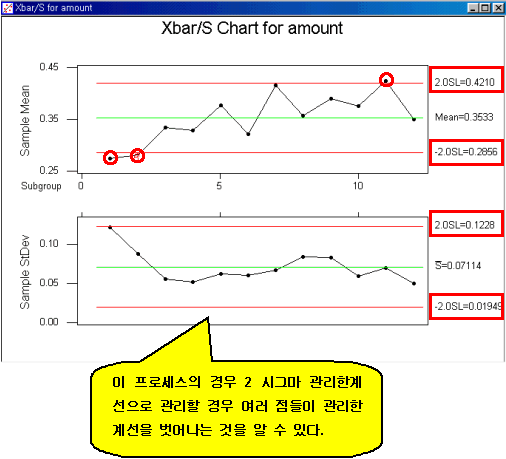 Xbar/S for amount
Xbar/S Chart for amount
0.45
0.35
0.25
Sample Mean
2.0SL=0.4210
Mean=0.3533
-2.0SL=0.2856
Subgroup
0
5
10
0.10
0.05
0.00
Sample StDev
2.0SL=0.1228
S=0.07114
-2.0SL=0.01949
이 프로세스의 경우 2 시그마 관리한계
선으로 관리할 경우 여러 점들이 관리한
계선을 벗어나는 것을 알 수 있다.